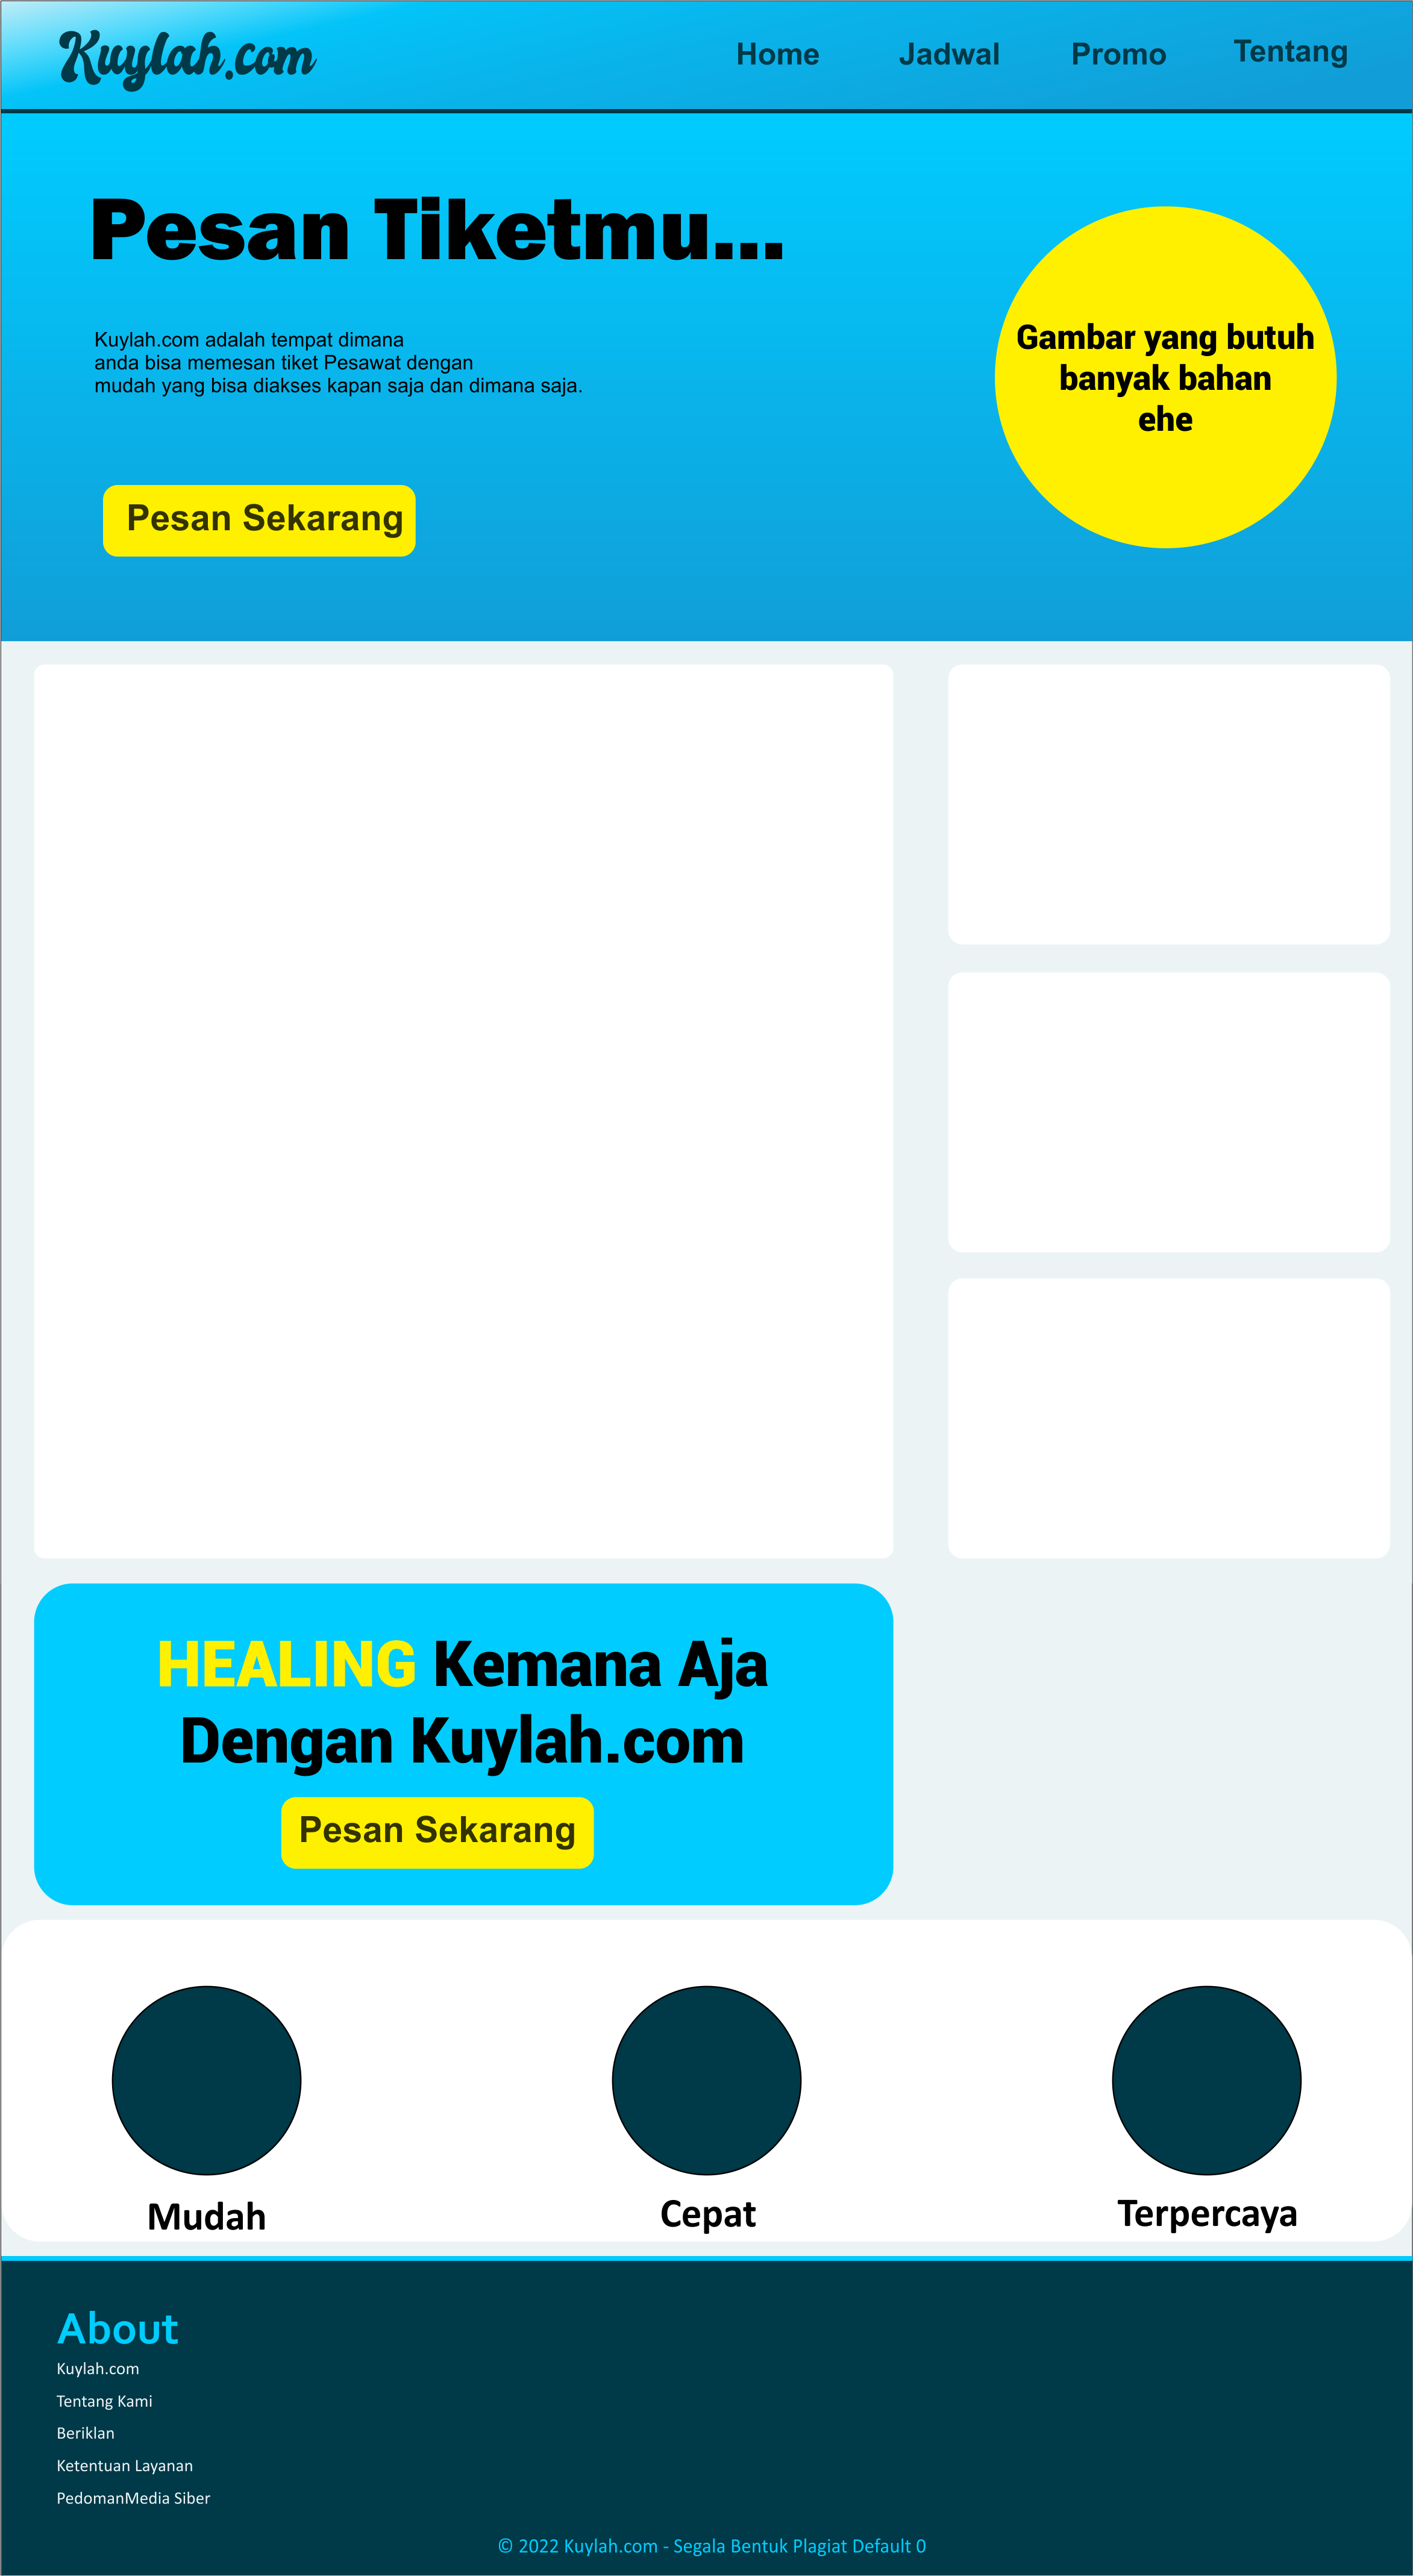 Kuylah.com
Home
Jadwal
Promo
Tentang
Pesan Tiketmu...
Kuylah.com adalah tempat dimana
anda bisa memesan tiket Pesawat dengan
mudah yang bisa diakses kapan saja dan dimana saja.
Pesan Sekarang
Gambar yang butuh
banyak bahan
ehe
HEALING Kemana Aja
Dengan Kuylah.com
Pesan Sekarang
Mudah
Cepat
Terpercaya
About
Kuylah.com
Tentang Kami
Beriklan
Ketentuan Layanan
PedomanMedia Siber
© 2022 Kuylah.com - Segala Bentuk Plagiat Default 0